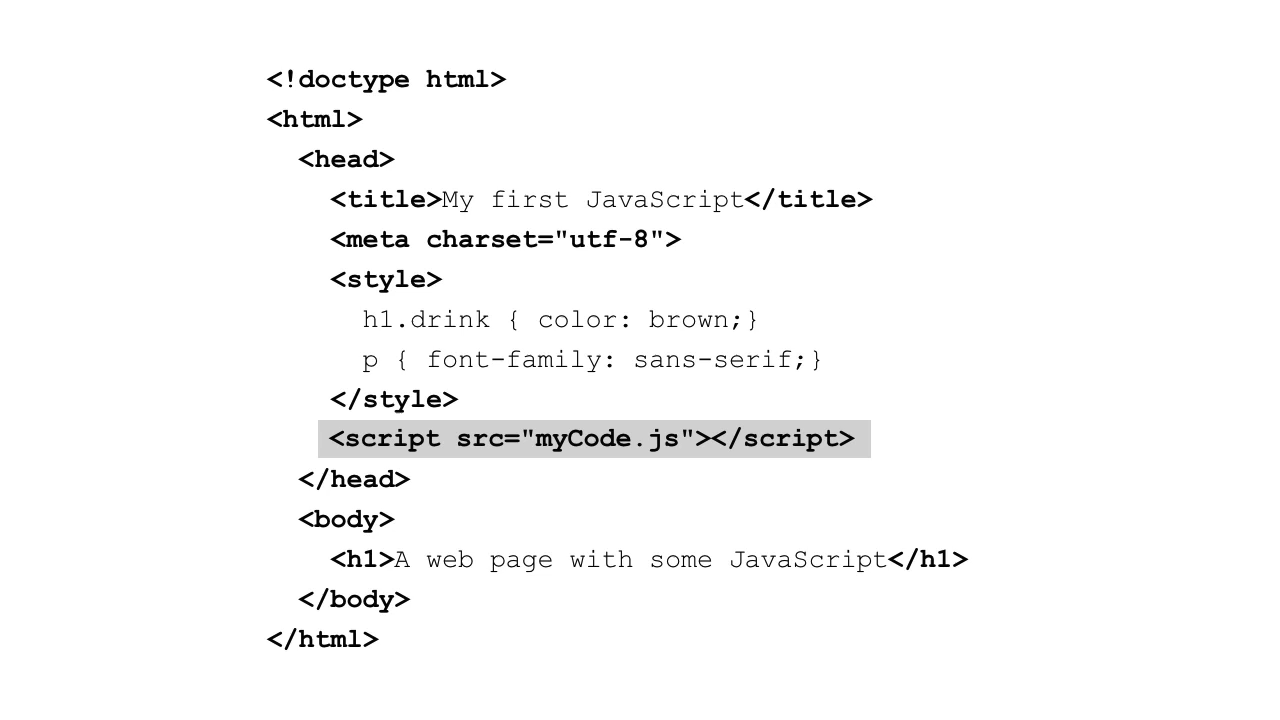 <!doctype html>
<html>
<head>
<title>My first JavaScript</title>
<meta charset="utf-8">
<style>
h1.drink { color: brown;}
p { font-family: sans-serif;}
</style>
<script src="myCode.js"></script>
</head>
<body>
<h1>A web page with some JavaScript</h1>
</body>
</html>